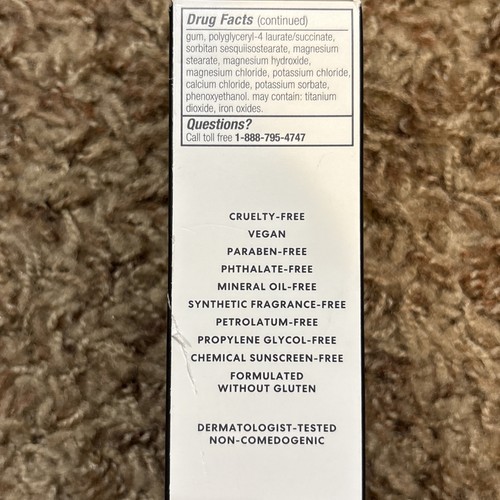 Drug Facts (continued)
gum, polyglyceryl-4 laurate/succinate,
sorbitan sesquiisostearate, magnesium
stearate, magnesium hydroxide,
magnesium chloride, potassium chloride,
calcium chloride, potassium sorbate,
phenoxyethanol. may contain: titanium
dioxide, iron oxides.
Questions?
Call toll free 1-888-795-4747
CRUELTY-FREE
VEGAN
PARABEN-FREE
PHTHALATE-FREE
MINERAL OIL-FREE
SYNTHETIC FRAGRANCE-FREE
PETROLATUM-FREE
PROPYLENE GLYCOL-FREE
CHEMICAL SUNSCREEN-FREE
FORMULATED
WITHOUT GLUTEN
DERMATOLOGIST-TESTED
NON-COMEDOGENIC